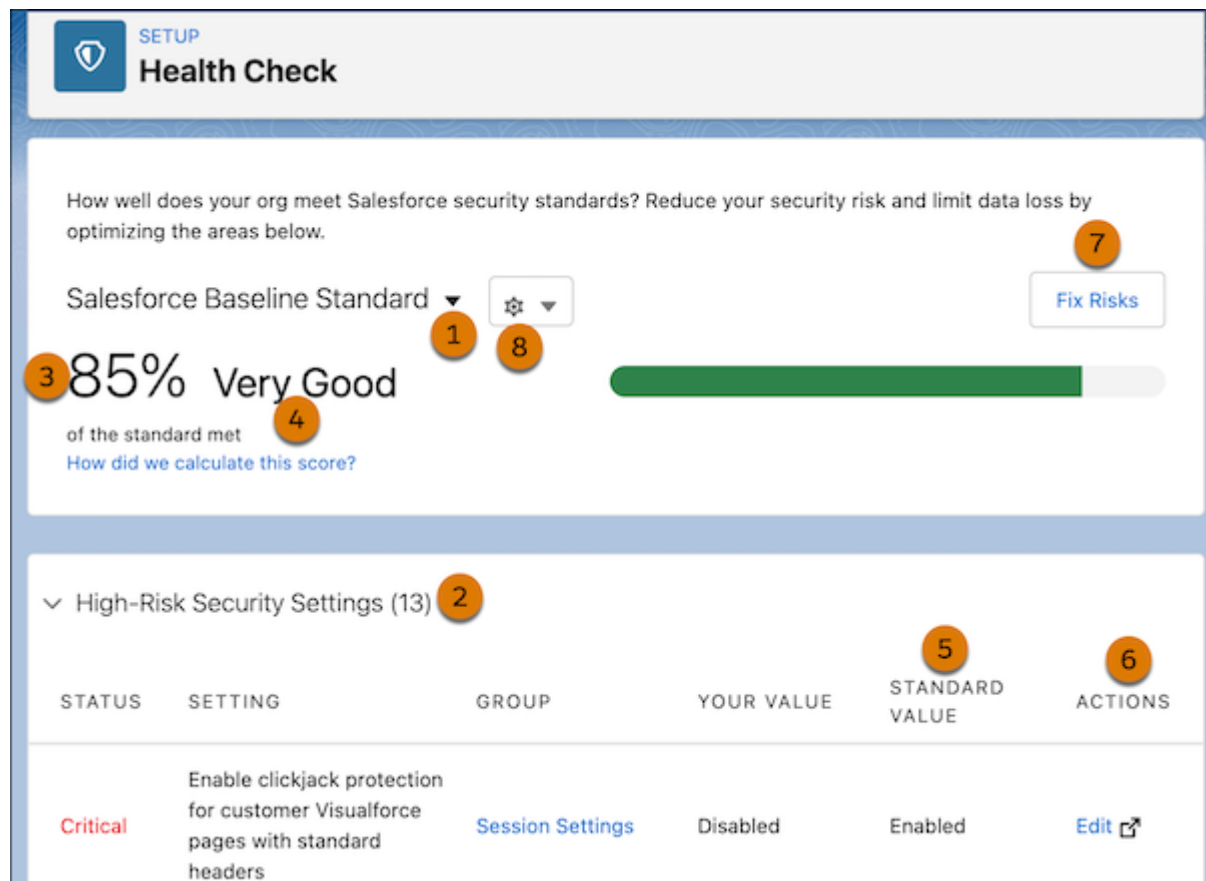 SETUP
Health Check
How well does your org meet Salesforce security standards? Reduce your security risk and limit data loss by
optimizing the areas below.
7
Salesforce Baseline Standard
Fix Risks
1
8
3
85% Very Good
4
of the standard met
How did we calculate this score?
High-Risk Security Settings (13)
2
5
6
STATUS SETTING GROUP YOUR VALUE STANDARD VALUE ACTIONS
Critical
Enable clickjack protection
for customer Visualforce
pages with standard
headers
Session Settings
Disabled
Enabled
Edit